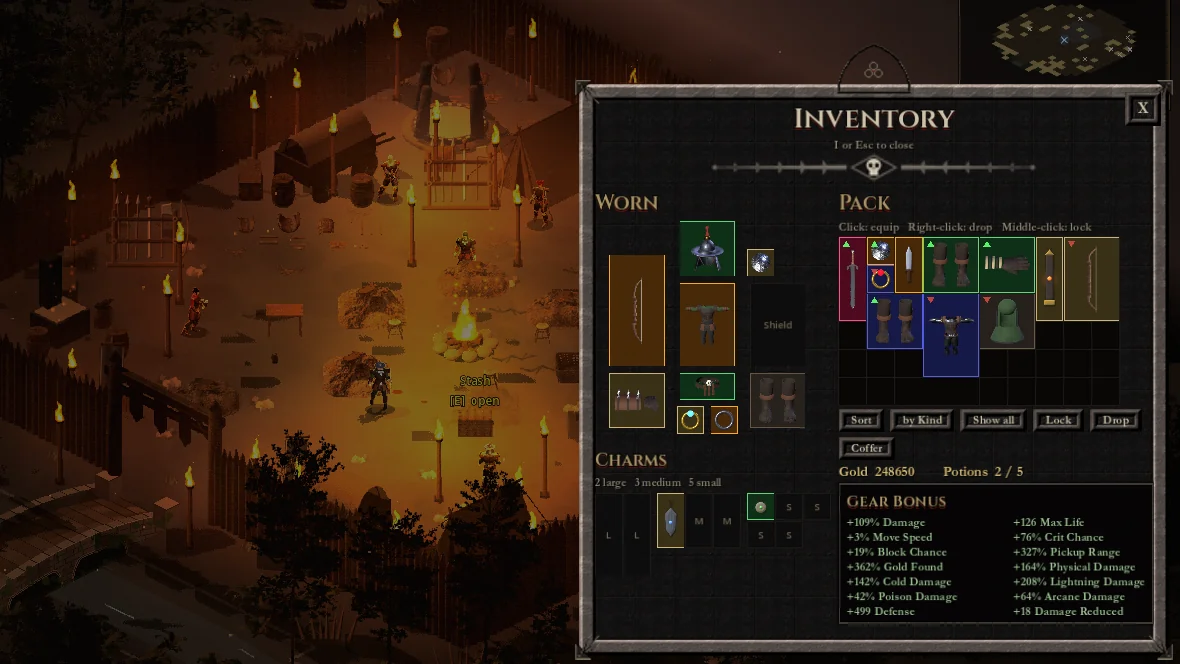 INVENTORY
X
I or Esc to close
WORN
Shield
CHARMS
2 large 3 medium 5 small
L L M M S S S S
PACK
Click: equip Right-click: drop Middle-click: lock
Sort by Kind Show all Lock Drop
Coffer
Gold 248650 Potions 2 / 5
GEAR BONUS
+109% Damage
+3% Move Speed
+19% Block Chance
+362% Gold Found
+142% Cold Damage
+42% Poison Damage
+499 Defense
+126 Max Life
+76% Crit Chance
+327% Pickup Range
+164% Physical Damage
+208% Lightning Damage
+64% Arcane Damage
+18 Damage Reduced
Stash
[E] open